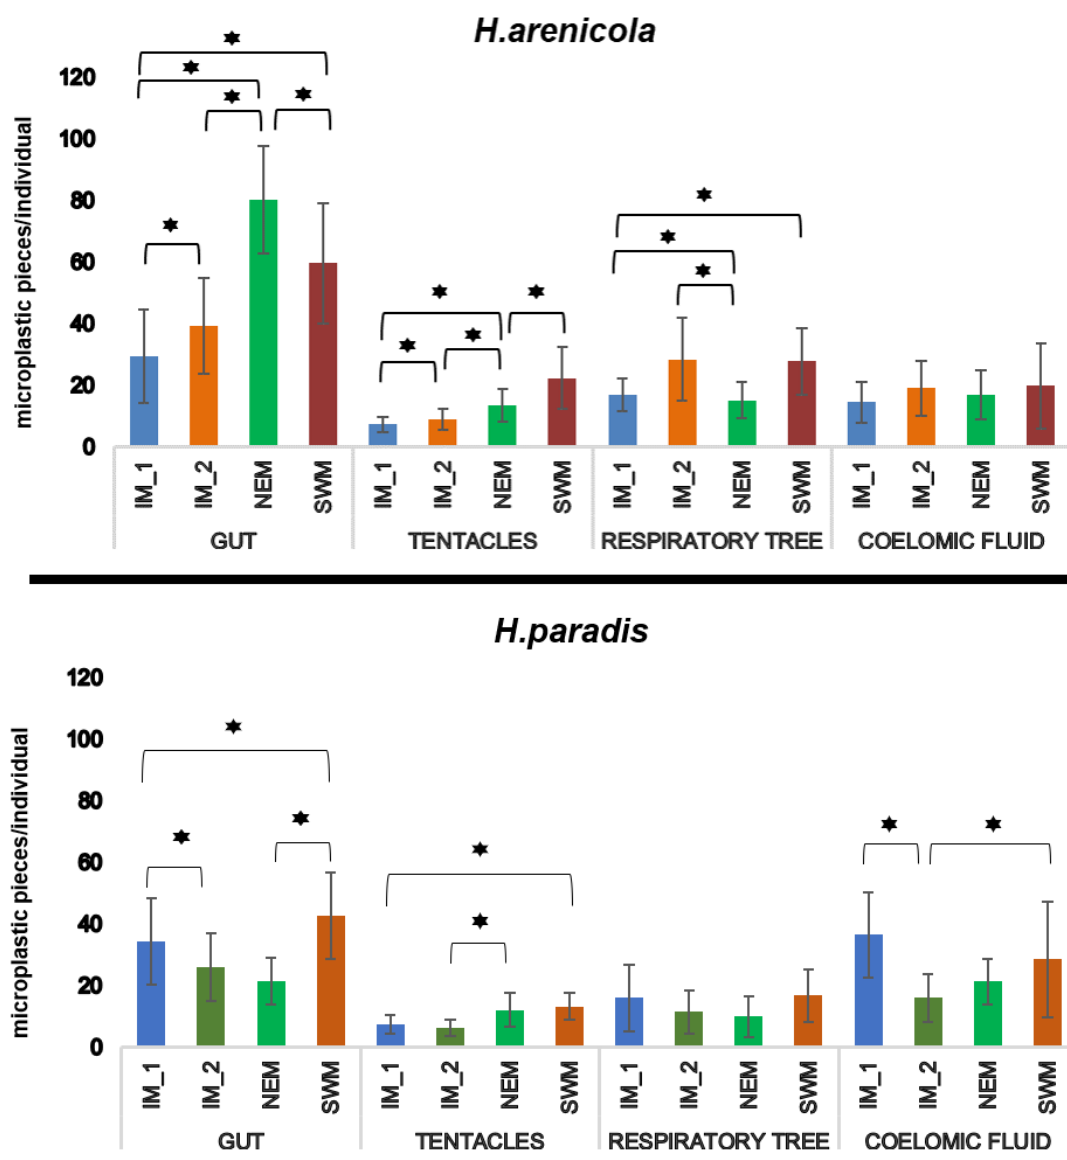 H.arenicola
microplastic pieces/individual
120
100
80
60
40
20
0
IM_1 IM_2 NEM SWM IM_1 IM_2 NEM SWM IM_1 IM_2 NEM SWM IM_1 IM_2 NEM SWM
GUT TENTACLES RESPIRATORY TREE COELOMIC FLUID
H.paradis
microplastic pieces/individual
120
100
80
60
40
20
0
IM_1 IM_2 NEM SWM IM_1 IM_2 NEM SWM IM_1 IM_2 NEM SWM IM_1 IM_2 NEM SWM
GUT TENTACLES RESPIRATORY TREE COELOMIC FLUID